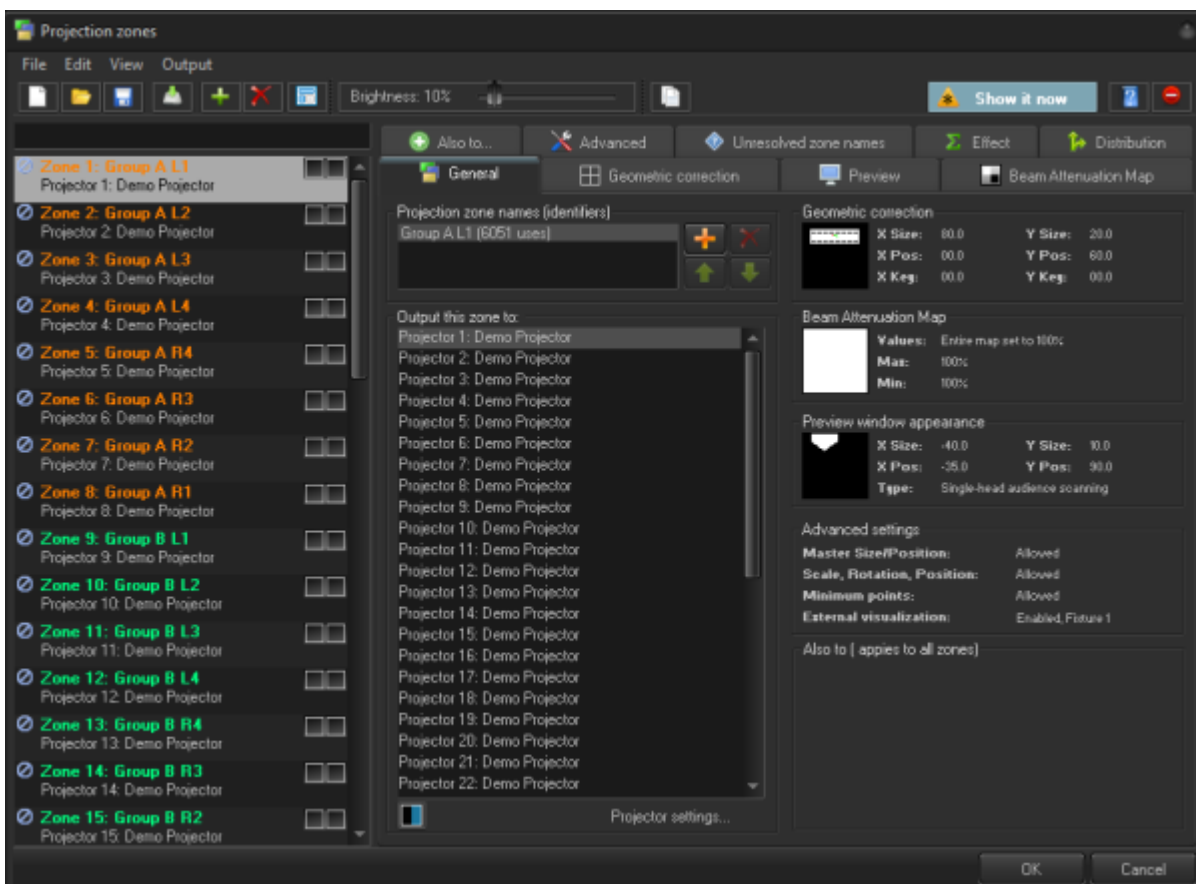 Projection zones
File Edit View Output
Brightness: 10%
Show it now
Also to... Advanced Unresolved zone names Effect Distribution
General Geometric correction Preview Beam Attenuation Map
Zone 1: Group A L1
Projector 1: Demo Projector
Zone 2: Group A L2
Projector 2: Demo Projector
Zone 3: Group A L3
Projector 3: Demo Projector
Zone 4: Group A L4
Projector 4: Demo Projector
Zone 5: Group A R4
Projector 5: Demo Projector
Zone 6: Group A R3
Projector 6: Demo Projector
Zone 7: Group A R2
Projector 7: Demo Projector
Zone 8: Group A R1
Projector 8: Demo Projector
Zone 9: Group B L1
Projector 9: Demo Projector
Zone 10: Group B L2
Projector 10: Demo Projector
Zone 11: Group B L3
Projector 11: Demo Projector
Zone 12: Group B L4
Projector 12: Demo Projector
Zone 13: Group B R4
Projector 13: Demo Projector
Zone 14: Group B R3
Projector 14: Demo Projector
Zone 15: Group B R2
Projector 15: Demo Projector
Projection zone names (identifiers)
Group A L1 (6051 uses)
Output this zone to:
Projector 1: Demo Projector
Projector 2: Demo Projector
Projector 3: Demo Projector
Projector 4: Demo Projector
Projector 5: Demo Projector
Projector 6: Demo Projector
Projector 7: Demo Projector
Projector 8: Demo Projector
Projector 9: Demo Projector
Projector 10: Demo Projector
Projector 11: Demo Projector
Projector 12: Demo Projector
Projector 13: Demo Projector
Projector 14: Demo Projector
Projector 15: Demo Projector
Projector 16: Demo Projector
Projector 17: Demo Projector
Projector 18: Demo Projector
Projector 19: Demo Projector
Projector 20: Demo Projector
Projector 21: Demo Projector
Projector 22: Demo Projector
Projector settings...
Geometric correction
X Size: 80.0 Y Size: 20.0
X Pos: 00.0 Y Pos: 60.0
X Key: 00.0 Y Key: 00.0
Beam Attenuation Map
Values: Entire map set to 100%
Max: 100%
Min: 100%
Preview window appearance
X Size: -40.0 Y Size: 10.0
X Pos: -35.0 Y Pos: 90.0
Type: Single-head audience scanning
Advanced settings
Master Size/Position: Allowed
Scale, Rotation, Position: Allowed
Minimum points: Allowed
External visualization: Enabled, Fixture 1
Also to ( appies to all zones)
OK Cancel